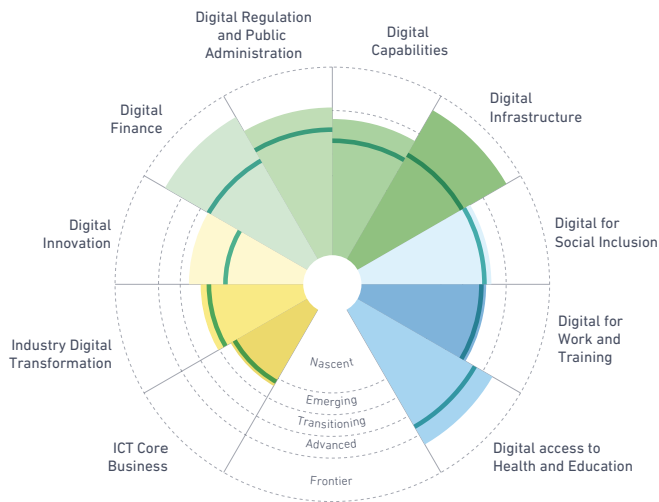 Digital Regulation
and Public
Administration
Digital
Capabilities
Digital
Infrastructure
Digital
Finance
Digital
Innovation
Digital for
Social Inclusion
Industry Digital
Transformation
Digital for
Work and
Training
ICT Core
Business
Digital access to
Health and Education
Nascent
Emerging
Transitioning
Advanced
Frontier